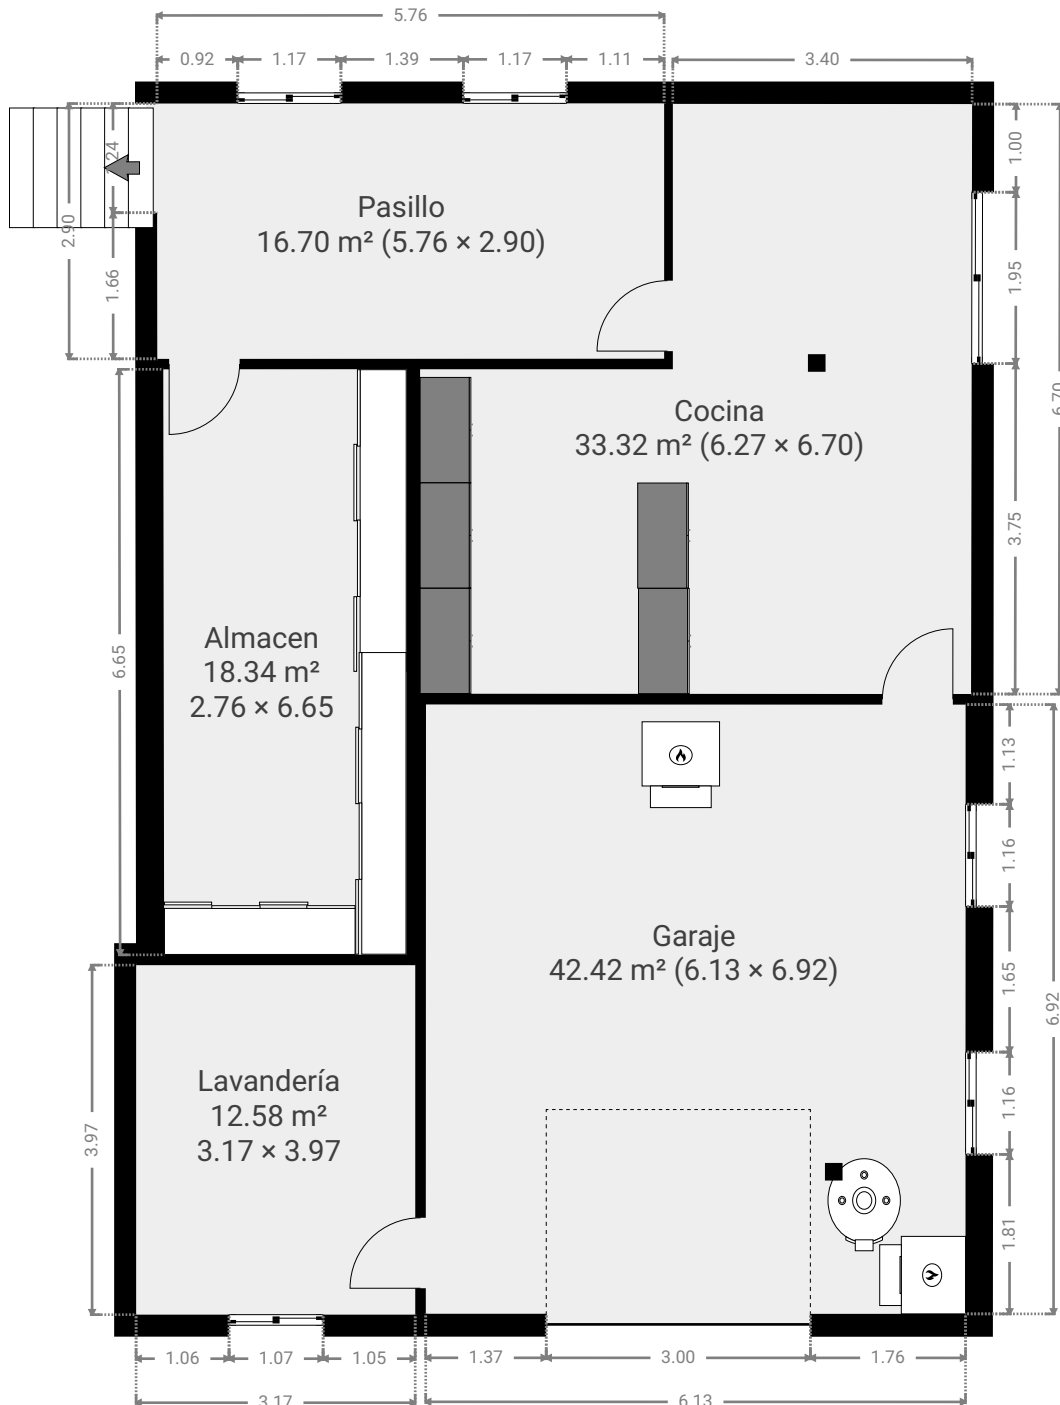 5.76
0.92
1.17
1.39
1.17
1.11
3.40
1.00
2.90
1.66
1.95
Pasillo
16.70 m² (5.76 × 2.90)
Cocina
33.32 m² (6.27 × 6.70)
6.70
3.75
6.65
Almacen
18.34 m²
2.76 × 6.65
1.13
1.16
Garaje
42.42 m² (6.13 × 6.92)
1.65
6.92
Lavandería
12.58 m²
3.17 × 3.97
3.97
1.16
1.81
1.06
1.07
1.05
1.37
3.00
1.76
3.17
6.13